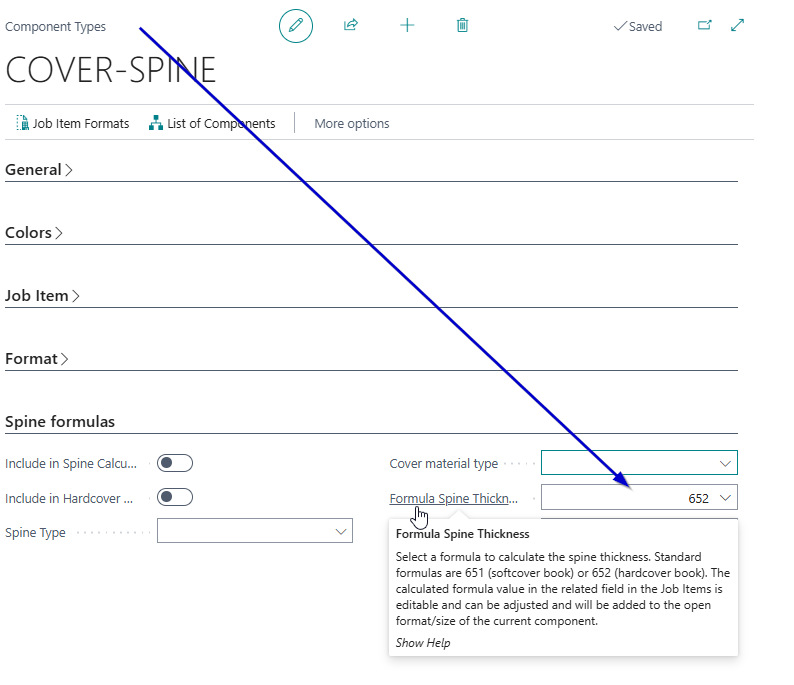 Component Types
Saved
COVER-SPINE
Job Item Formats List of Components More options
General
Colors
Job Item
Format
Spine formulas
Include in Spine Calcu... Cover material type
Include in Hardcover ... Formula Spine Thickn... 652
Spine Type
Formula Spine Thickness
Select a formula to calculate the spine thickness. Standard
formulas are 651 (softcover book) or 652 (hardcover book). The
calculated formula value in the related field in the Job Items is
editable and can be adjusted and will be added to the open
format/size of the current component.
Show Help